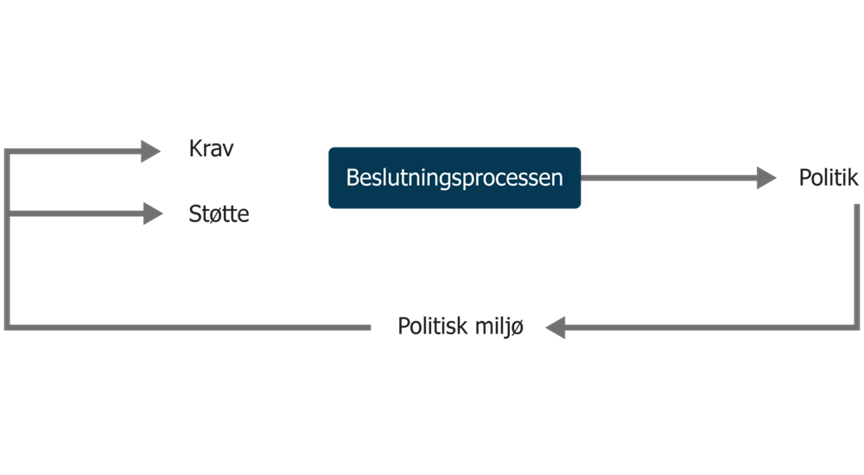 Krav
Støtte
Beslutningsprocessen
Politik
Politisk miljø